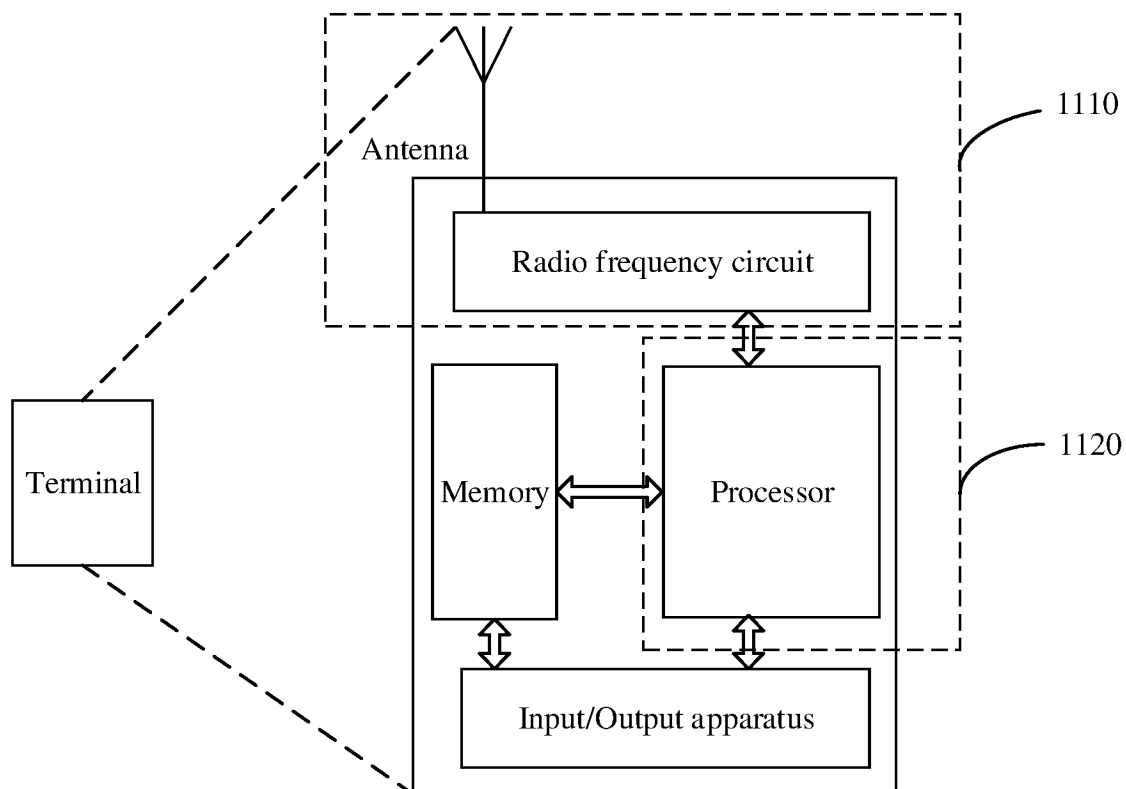 1110
Antenna
Radio frequency circuit
1120
Terminal
Memory
Processor
Input/Output apparatus